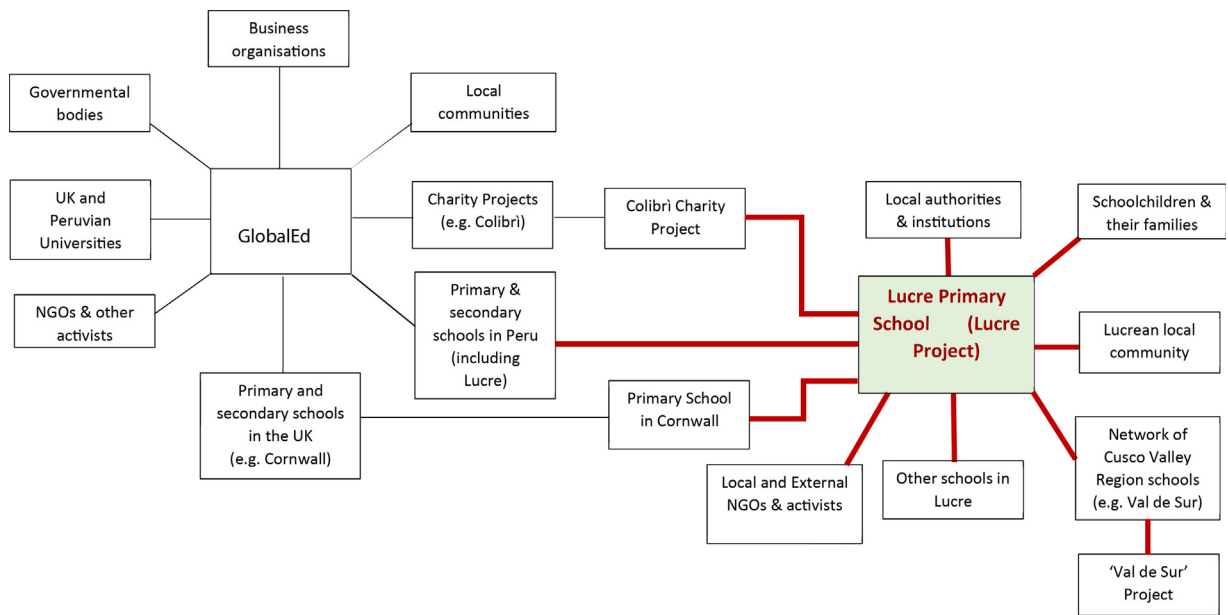 Business
organisations
Governmental
bodies
Local
communities
UK and
Peruvian
Universities
GlobalEd
Charity Projects
(e.g. Colibrì)
Colibrì Charity
Project
NGOs & other
activists
Primary &
secondary
schools in Peru
(including
Lucre)
Primary and
secondary schools
in the UK
(e.g. Cornwall)
Primary School
in Cornwall
Local authorities
& institutions
Schoolchildren &
their families
Lucre Primary
School (Lucre
Project)
Lucrean local
community
Local and External
NGOs & activists
Other schools in
Lucre
Network of
Cusco Valley
Region schools
(e.g. Val de Sur)
‘Val de Sur’
Project